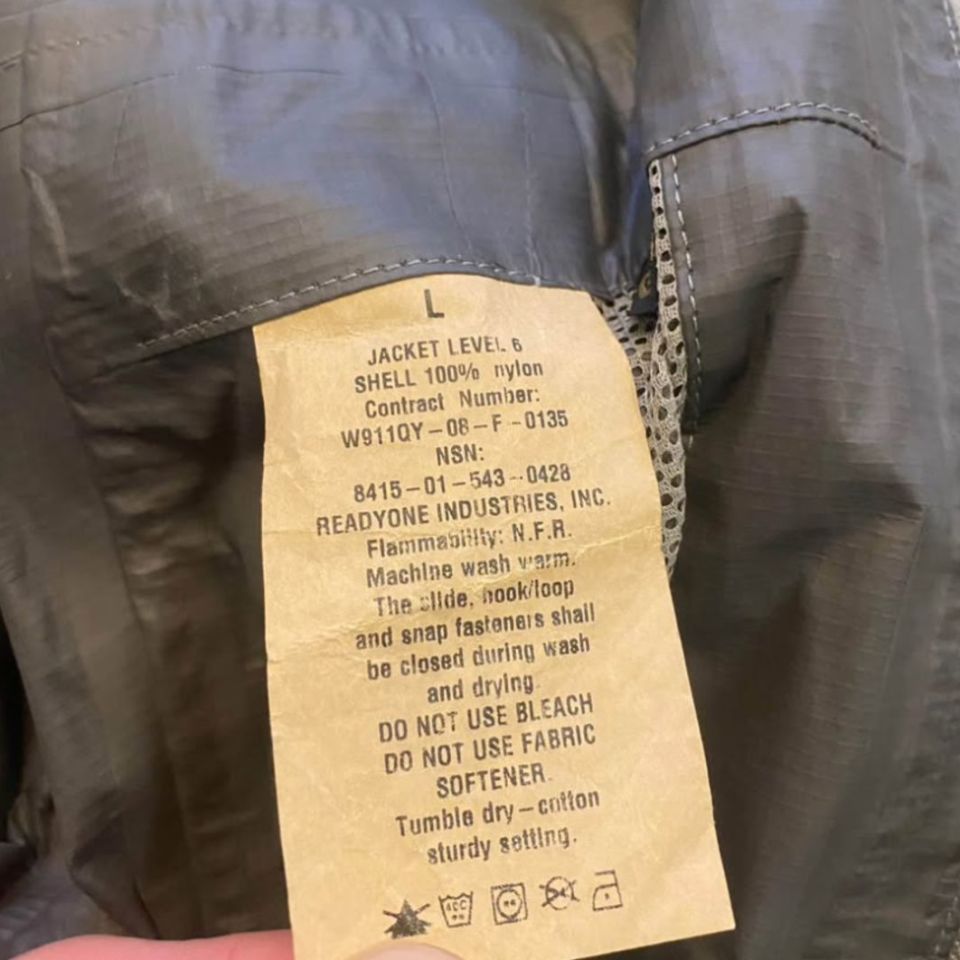 L
JACKET LEVEL 6
SHELL 100% nylon
Contract Number:
W911QY-08-F-0135
NSN:
8415-01-543-0428
READYONE INDUSTRIES, INC.
Flammability: N.F.R.
Machine wash warm.
The slide, hook/loop
and snap fasteners shall
be closed during wash
and drying.
DO NOT USE BLEACH
DO NOT USE FABRIC
SOFTENER.
Tumble dry-cotton
sturdy setting.